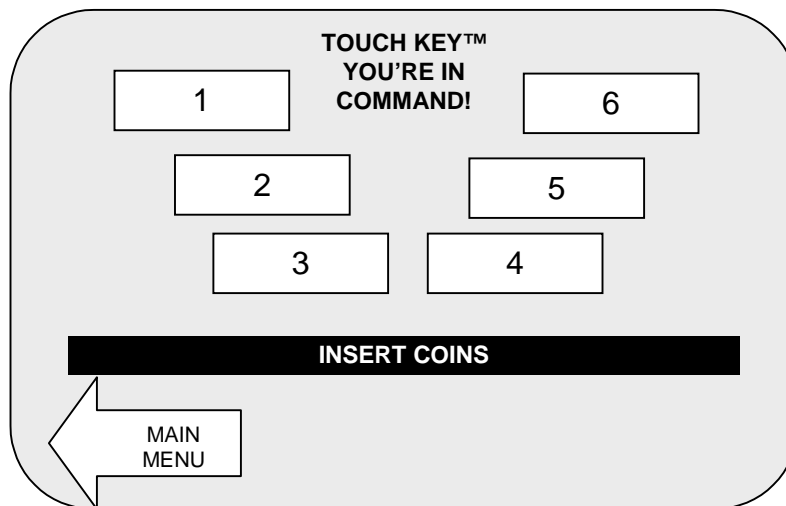 TOUCH KEY™
YOU'RE IN
COMMAND!
1
6
2
5
3
4
INSERT COINS
MAIN
MENU